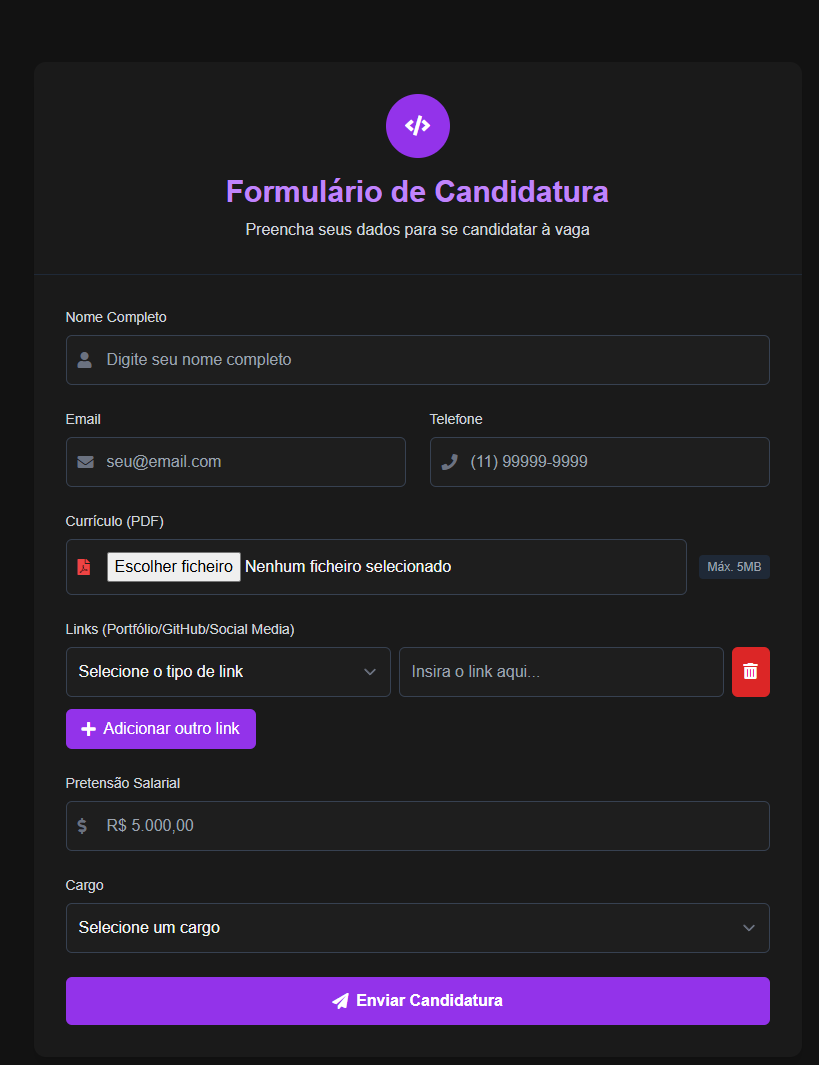 Formulário de Candidatura
Preencha seus dados para se candidatar à vaga
Nome Completo
Digite seu nome completo
Email
Telefone
seu@email.com
(11) 99999-9999
Currículo (PDF)
Escolher ficheiro Nenhum ficheiro selecionado
Máx. 5MB
Links (Portfólio/GitHub/Social Media)
Selecione o tipo de link
Insira o link aqui...
Adicionar outro link
Pretensão Salarial
R$ 5.000,00
Cargo
Selecione um cargo
Enviar Candidatura